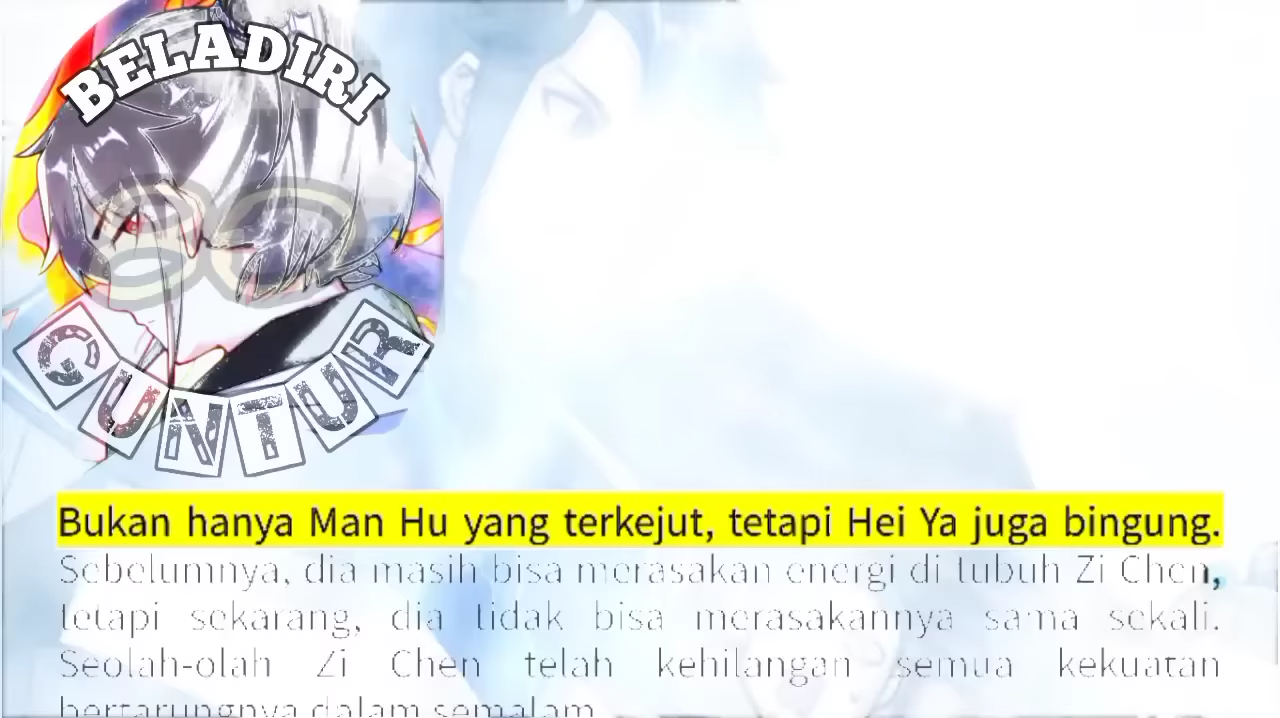 BELADIRI
GUNTUR
Bukan hanya Man Hu yang terkejut, tetapi Hei Ya juga bingung.
Sebelumnya, dia masih bisa merasakan energi di tubuh Zi Chen,
tetapi sekarang, dia tidak bisa merasakannya sama sekali.
Seolah-olah Zi Chen telah kehilangan semua kekuatan
bertarungnya dalam semalam.